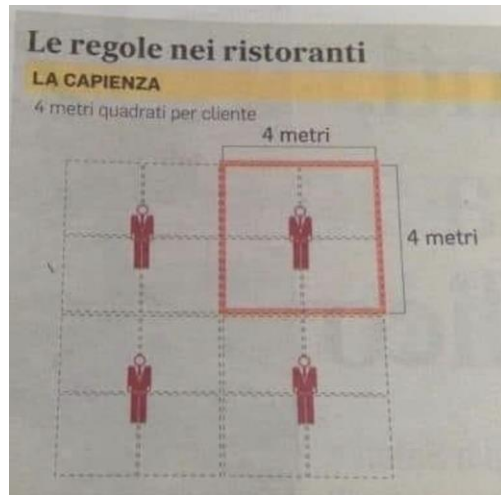 Le regole nei ristoranti
LA CAPIENZA
4 metri quadrati per cliente
4 metri
4 metri